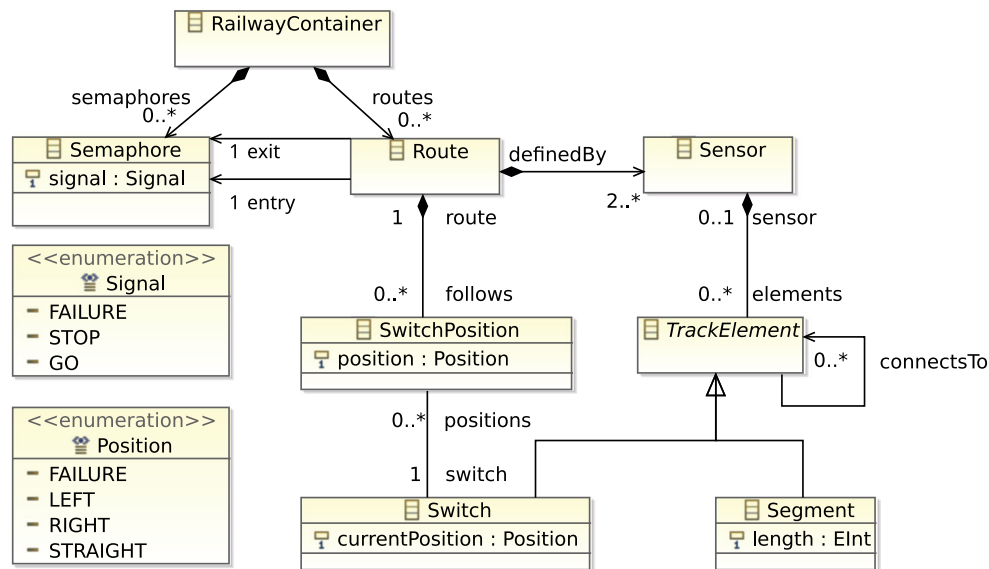 RailwayContainer
semaphores
0..*
routes
0..*
Semaphore
signal : Signal
1 exit
1 entry
Route
definedBy
2..*
Sensor
1 route
0..1 sensor
<<enumeration>>
Signal
FAILURE
STOP
GO
0..* follows
0..* elements
SwitchPosition
position : Position
TrackElement
0..*
connectsTo
<<enumeration>>
Position
FAILURE
LEFT
RIGHT
STRAIGHT
0..* positions
1 switch
Switch
currentPosition : Position
Segment
length : EInt